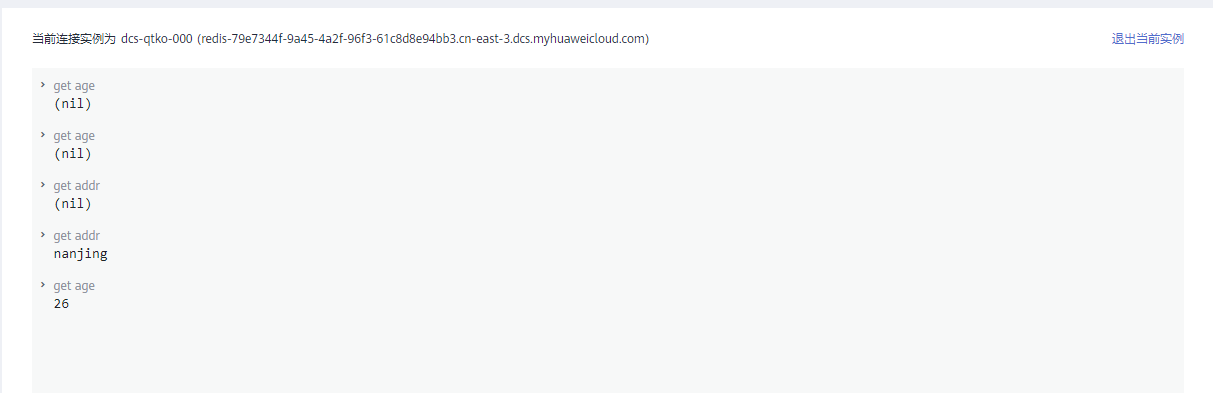 当前连接实例为 dcs-qtko-000 (redis-79e7344f-9a45-4a2f-96f3-61c8d8e94bb3.cn-east-3.dcs.myhuaweicloud.com) 退出当前实例
› get age
(nil)
› get age
(nil)
› get addr
(nil)
› get addr
nanjing
› get age
26